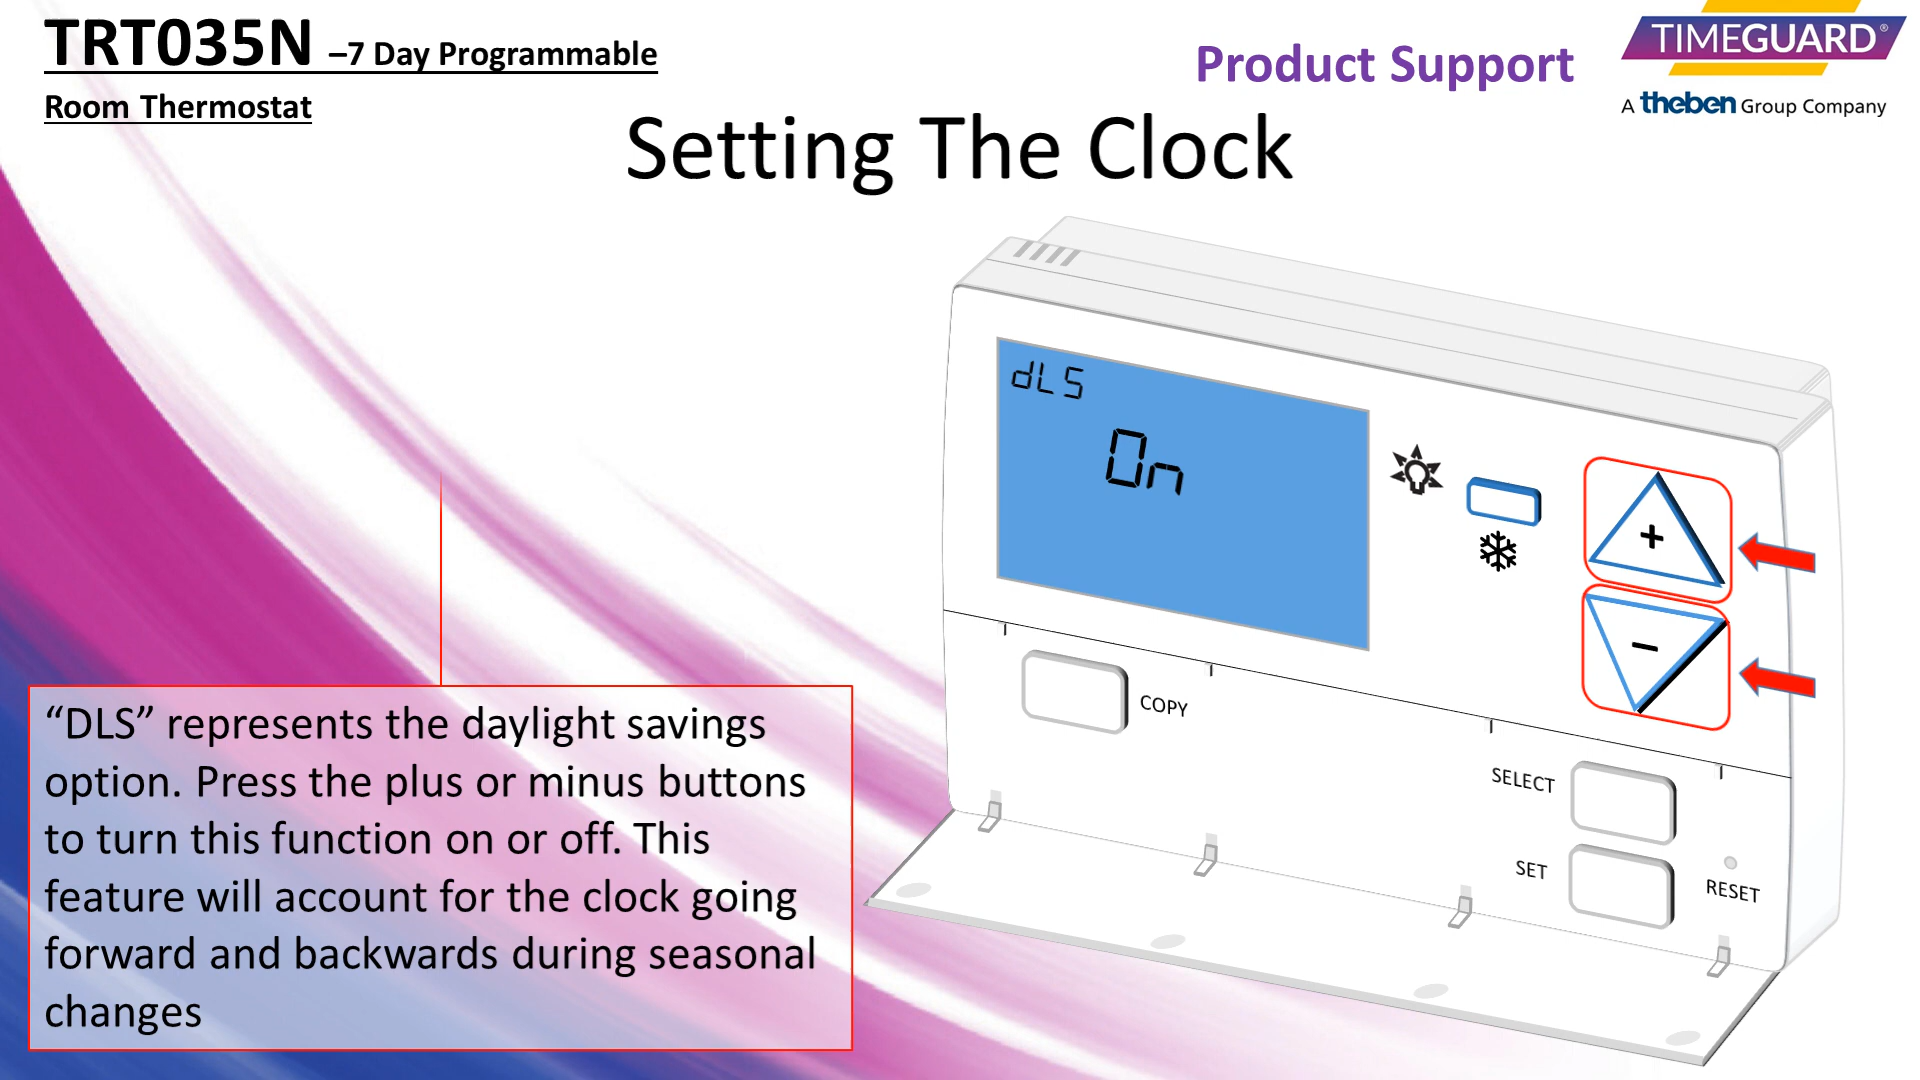 TRT035N –7 Day Programmable
Room Thermostat
Product Support
TIMEGUARD®
A theben Group Company
Setting The Clock
dLS
On
+
–
COPY
SELECT
SET
RESET
“DLS” represents the daylight savings
option. Press the plus or minus buttons
to turn this function on or off. This
feature will account for the clock going
forward and backwards during seasonal
changes